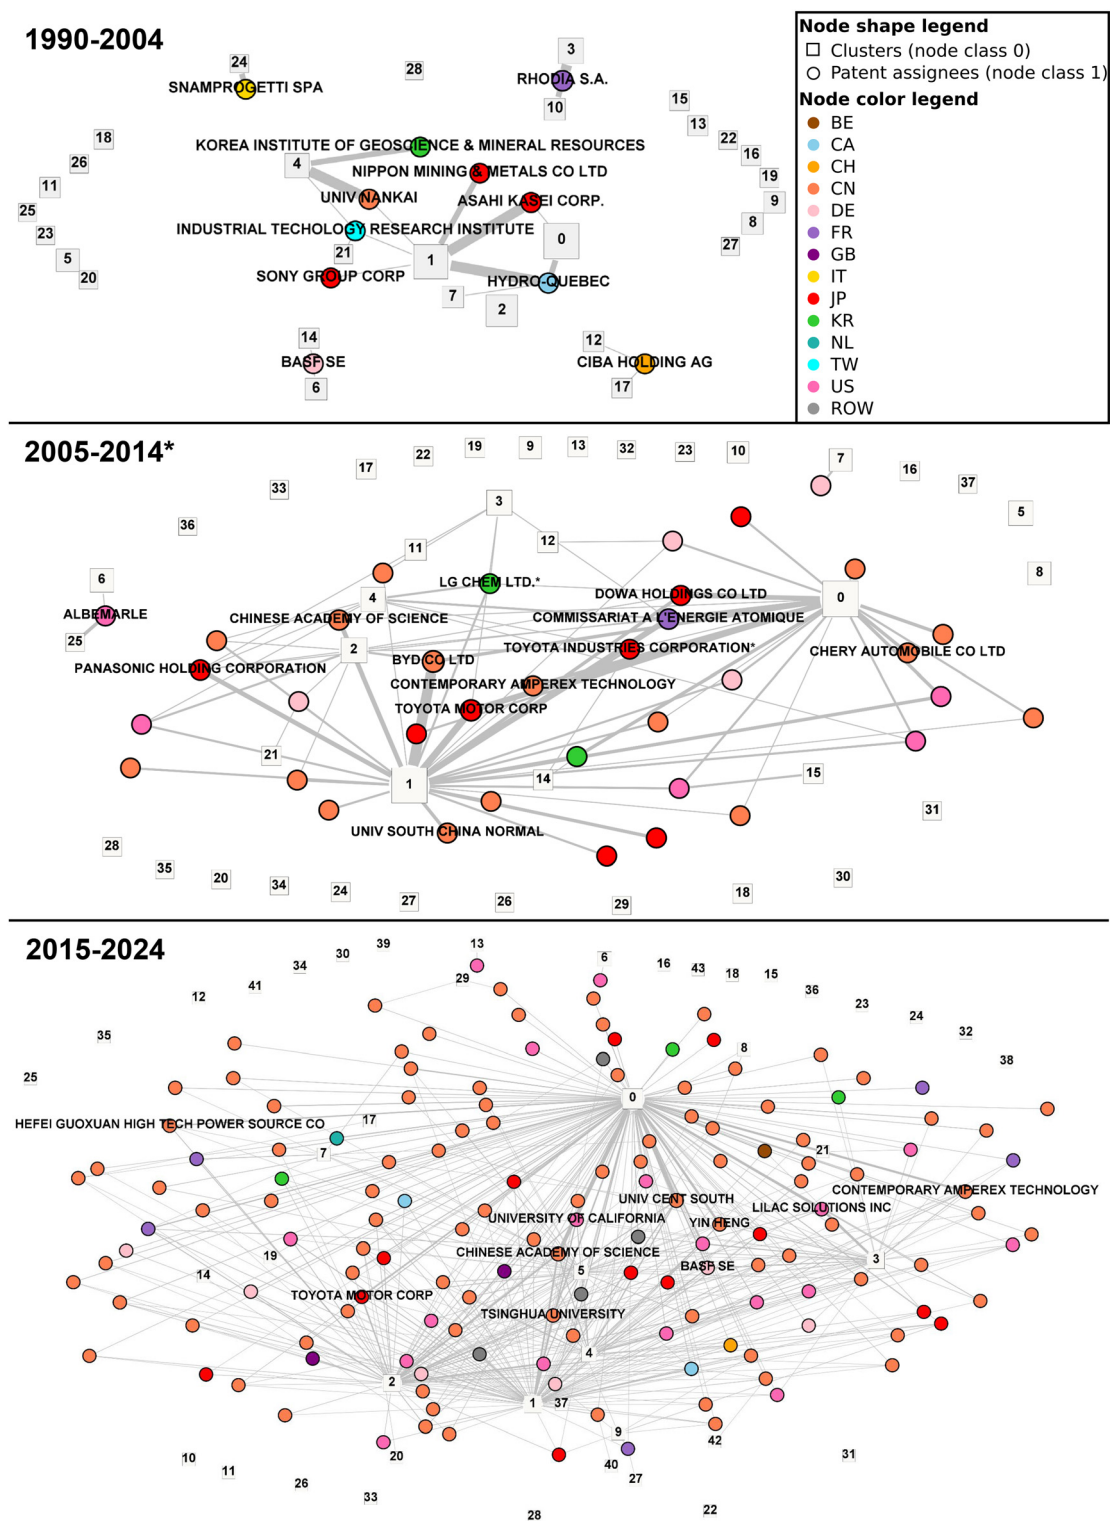 1990-2004
Node shape legend
Clusters (node class 0)
Patent assignees (node class 1)
Node color legend
BE
CA
CH
CN
DE
FR
GB
IT
JP
KR
NL
TW
US
ROW
24
SNAMPROGETTI SPA
28
3
RHODIA S.A.
10
15
13
22
16
19
9
8
27
18
26
11
25
23
5
20
KOREA INSTITUTE OF GEOSCIENCE & MINERAL RESOURCES
4
NIPPON MINING & METALS CO LTD
UNIV NANKAI
ASAHI KASEI CORP.
INDUSTRIAL TECHOLOGY RESEARCH INSTITUTE
0
21
1
SONY GROUP CORP
HYDRO-QUEBEC
7
2
14
BASF SE
6
12
CIBA HOLDING AG
17
2005-2014*
17
22
19
9
13
32
23
10
7
16
37
5
8
33
36
3
11
12
6
ALBEMARLE
25
LG CHEM LTD.*
4
DOWA HOLDINGS CO LTD
0
CHINESE ACADEMY OF SCIENCE
COMMISSARIAT A L'ENERGIE ATOMIQUE
2
TOYOTA INDUSTRIES CORPORATION*
CHERY AUTOMOBILE CO LTD
BYD CO LTD
PANASONIC HOLDING CORPORATION
CONTEMPORARY AMPEREX TECHNOLOGY
TOYOTA MOTOR CORP
21
1
14
15
31
UNIV SOUTH CHINA NORMAL
28
35
20
34
24
27
26
29
18
30
2015-2024
39
13
30
34
41
12
35
25
29
6
16
43
18
15
36
23
24
32
38
8
0
17
HEFEI GUOXUAN HIGH TECH POWER SOURCE CO
7
21
CONTEMPORARY AMPEREX TECHNOLOGY
UNIV CENT SOUTH
LILAC SOLUTIONS INC
UNIVERSITY OF CALIFORNIA
YIN HENG
CHINESE ACADEMY OF SCIENCE
19
3
BASF SE
5
14
TOYOTA MOTOR CORP
TSINGHUA UNIVERSITY
4
2
1
37
9
42
20
40
27
31
10
11
26
33
28
22